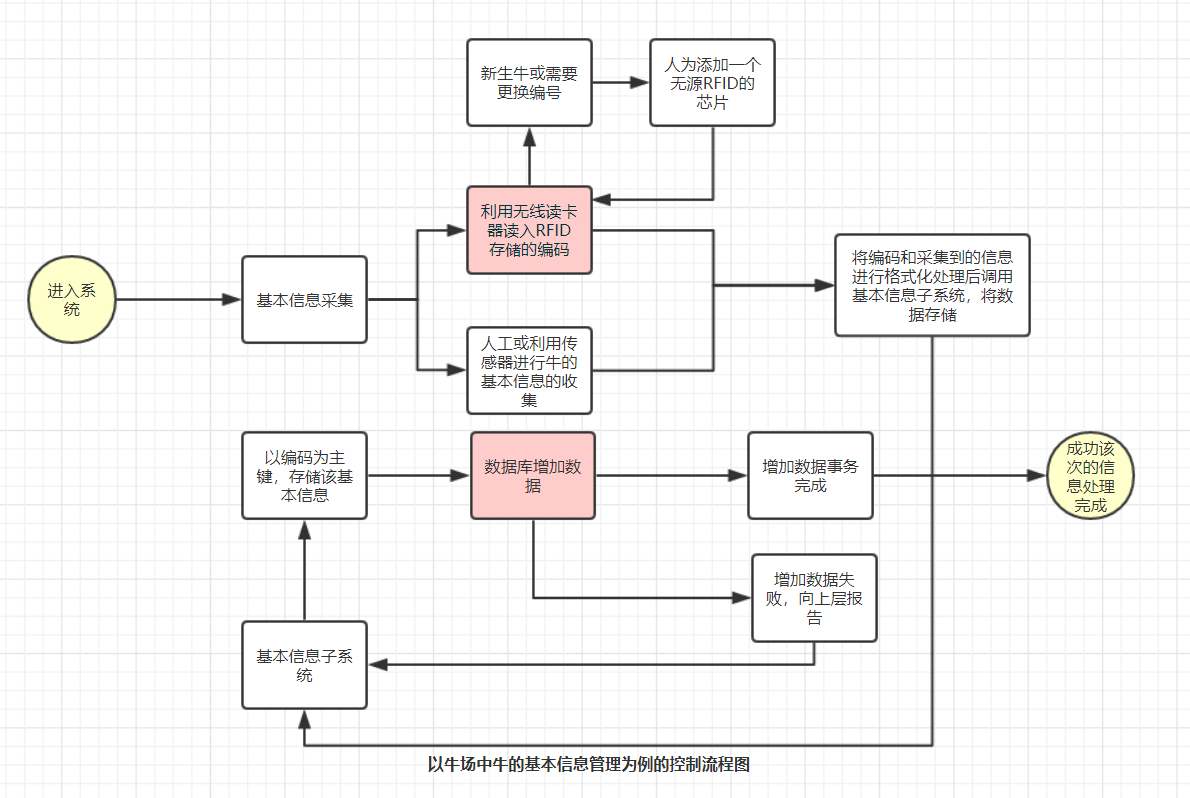 新生牛或需要
更换编号
人为添加一个
无源RFID的
芯片
利用无线读卡
器读入RFID
存储的编码
进入系
统
基本信息采集
将编码和采集到的信息
进行格式化处理后调用
基本信息子系统，将数
据存储
人工或利用传
感器进行牛的
基本信息的收
集
以编码为主
键，存储该基
本信息
数据库增加数
据
增加数据事务
完成
成功该
次的信
息处理
完成
增加数据失
败，向上层报
告
基本信息子系
统
以牛场中牛的基本信息管理为例的控制流程图